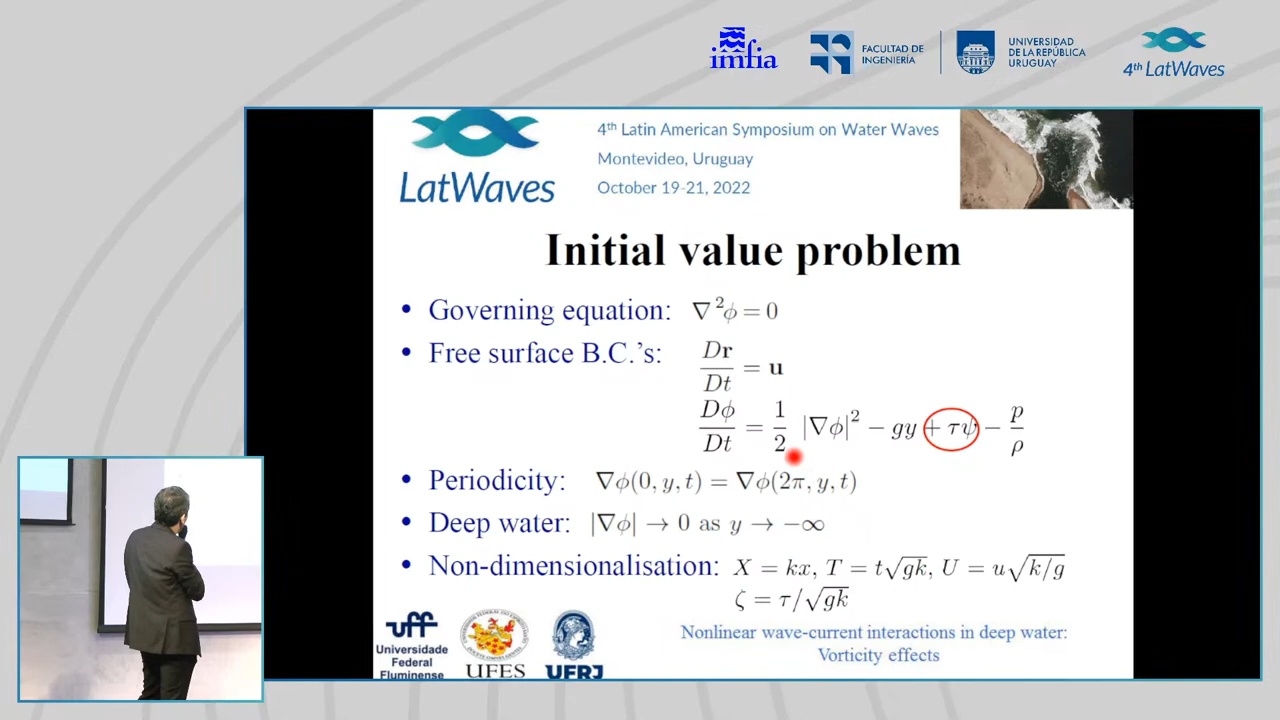 imfia
FACULTAD DE
INGENIERÍA
UNIVERSIDAD
DE LA REPÚBLICA
URUGUAY
4th LatWaves
LatWaves
4th Latin American Symposium on Water Waves
Montevideo, Uruguay
October 19-21, 2022
Initial value problem
• Governing equation: ∇²ϕ = 0
• Free surface B.C.'s: Dr/Dt = u
Dϕ/Dt = 1/2 |∇ϕ|² − gy + τψ − p/ρ
• Periodicity: ∇ϕ(0, y, t) = ∇ϕ(2π, y, t)
• Deep water: |∇ϕ| → 0 as y → −∞
• Non-dimensionalisation: X = kx, T = t√gk, U = u√k/g
ζ = τ/√gk
uff
Universidade
Federal
Fluminense
UFES
UFRJ
Nonlinear wave-current interactions in deep water:
Vorticity effects